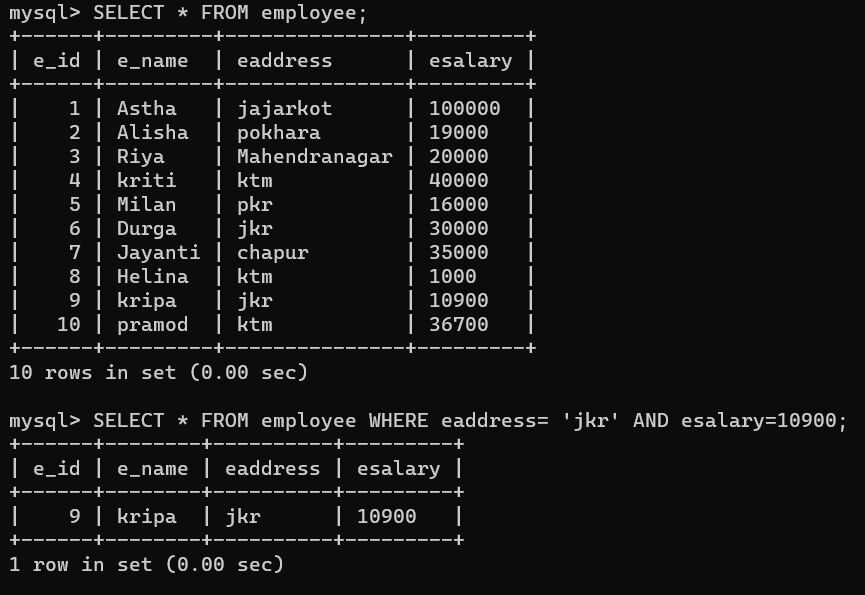 mysql> SELECT * FROM employee;
+------+---------+---------------+---------+
| e_id | e_name  | eaddress      | esalary |
+------+---------+---------------+---------+
|    1 | Astha   | jajarkot      | 100000  |
|    2 | Alisha  | pokhara       | 19000   |
|    3 | Riya    | Mahendranagar | 20000   |
|    4 | kriti   | ktm           | 40000   |
|    5 | Milan   | pkr           | 16000   |
|    6 | Durga   | jkr           | 30000   |
|    7 | Jayanti | chapur        | 35000   |
|    8 | Helina  | ktm           | 1000    |
|    9 | kripa   | jkr           | 10900   |
|   10 | pramod  | ktm           | 36700   |
+------+---------+---------------+---------+
10 rows in set (0.00 sec)

mysql> SELECT * FROM employee WHERE eaddress= 'jkr' AND esalary=10900;
+------+--------+----------+---------+
| e_id | e_name | eaddress | esalary |
+------+--------+----------+---------+
|    9 | kripa  | jkr      | 10900   |
+------+--------+----------+---------+
1 row in set (0.00 sec)